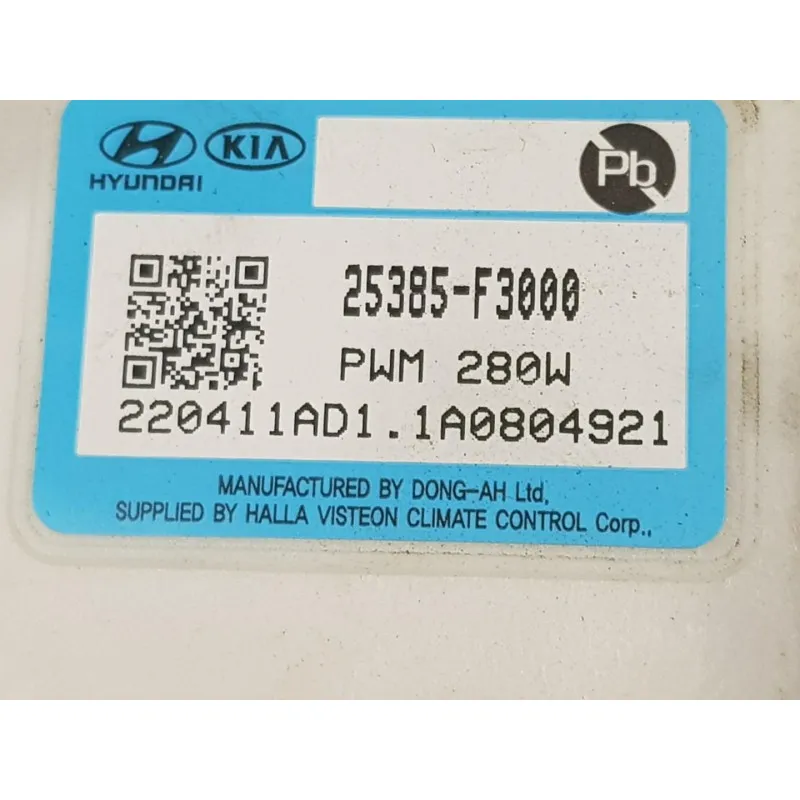 HYUNDAI
KIA
Pb
25385-F3000
PWM 280W
220411AD1.1A0804921
MANUFACTURED BY DONG-AH Ltd.
SUPPLIED BY HALLA VISTEON CLIMATE CONTROL Corp.,